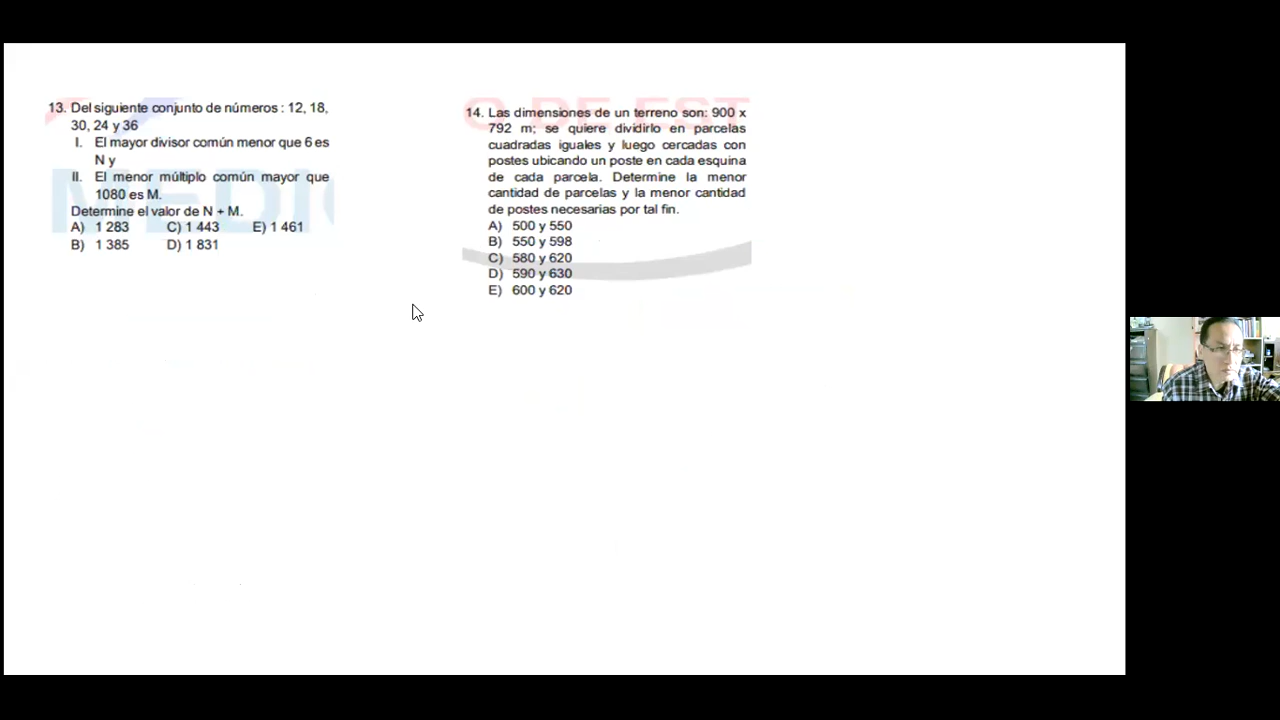 13. Del siguiente conjunto de números : 12, 18,
30, 24 y 36
I. El mayor divisor común menor que 6 es
N y
II. El menor múltiplo común mayor que
1080 es M.
Determine el valor de N + M.
A) 1 283 C) 1 443 E) 1 461
B) 1 385 D) 1 831
14. Las dimensiones de un terreno son: 900 x
792 m; se quiere dividirlo en parcelas
cuadradas iguales y luego cercadas con
postes ubicando un poste en cada esquina
de cada parcela. Determine la menor
cantidad de parcelas y la menor cantidad
de postes necesarias por tal fin.
A) 500 y 550
B) 550 y 598
C) 580 y 620
D) 590 y 630
E) 600 y 620